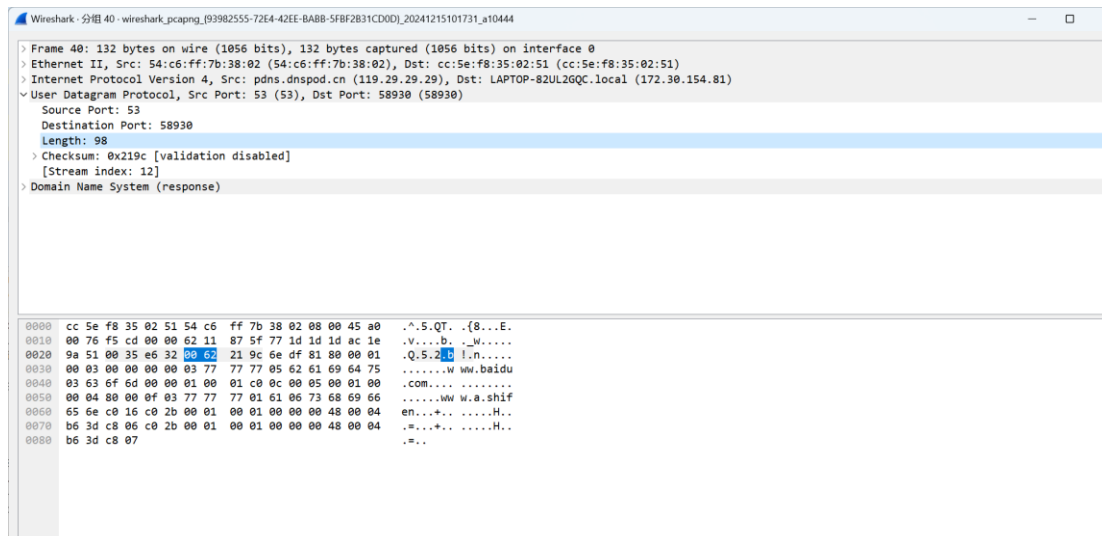 Wireshark · 分组 40 · wireshark_pcapng_{93982555-72E4-42EE-BABB-5FBF2B31CD0D}_20241215101731_a10444
> Frame 40: 132 bytes on wire (1056 bits), 132 bytes captured (1056 bits) on interface 0
> Ethernet II, Src: 54:c6:ff:7b:38:02 (54:c6:ff:7b:38:02), Dst: cc:5e:f8:35:02:51 (cc:5e:f8:35:02:51)
> Internet Protocol Version 4, Src: pdns.dnspod.cn (119.29.29.29), Dst: LAPTOP-82UL2GQC.local (172.30.154.81)
User Datagram Protocol, Src Port: 53 (53), Dst Port: 58930 (58930)
Source Port: 53
Destination Port: 58930
Length: 98
> Checksum: 0x219c [validation disabled]
[Stream index: 12]
> Domain Name System (response)
0000 cc 5e f8 35 02 51 54 c6 ff 7b 38 02 08 00 45 a0 .^.5.QT. .{8...E.
0010 00 76 f5 cd 00 00 62 11 87 5f 77 1d 1d 1d ac 1e .v....b. ._w.....
0020 9a 51 00 35 e6 32 00 62 21 9c 6e df 81 80 00 01 .Q.5.2.b !.n.....
0030 00 03 00 00 00 00 03 77 77 77 05 62 61 69 64 75 .......w ww.baidu
0040 03 63 6f 6d 00 00 01 00 01 c0 0c 00 05 00 01 00 .com.... ........
0050 00 04 80 00 0f 03 77 77 77 01 61 06 73 68 69 66 ......ww w.a.shif
0060 65 6e c0 16 c0 2b 00 01 00 01 00 00 00 48 00 04 en...+.. .....H..
0070 b6 3d c8 06 c0 2b 00 01 00 01 00 00 00 48 00 04 .=...+.. .....H..
0080 b6 3d c8 07 .=..